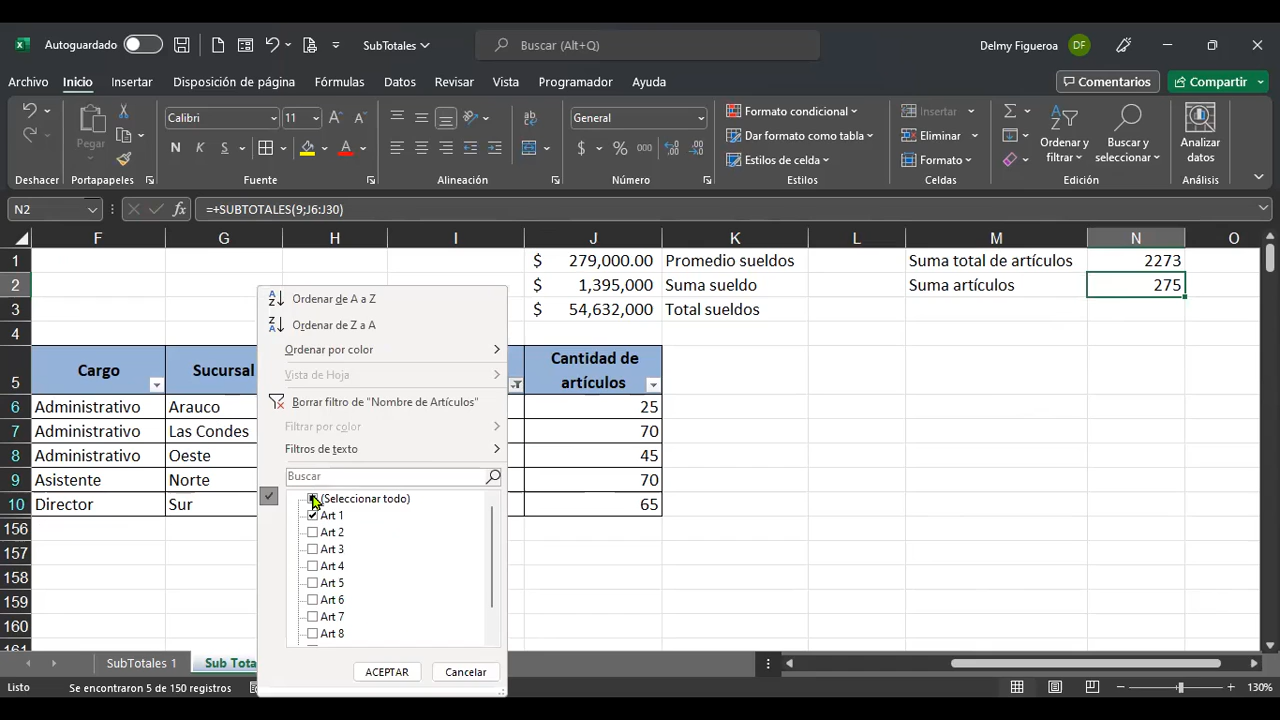 Autoguardado SubTotales Buscar (Alt+Q) Delmy Figueroa DF
Archivo Inicio Insertar Disposición de página Fórmulas Datos Revisar Vista Programador Ayuda Comentarios Compartir
Pegar
Deshacer Portapapeles
Calibri 11
N K S
Fuente
Alineación
General
$ % 000
Número
Formato condicional
Dar formato como tabla
Estilos de celda
Estilos
Insertar
Eliminar
Formato
Celdas
Ordenar y filtrar
Buscar y seleccionar
Edición
Analizar datos
Análisis
N2 fx =+SUBTOTALES(9;J6:J30)
F G H I J K L M N O
1 $ 279,000.00 Promedio sueldos Suma total de artículos 2273
2 $ 1,395,000 Suma sueldo Suma artículos 275
3 $ 54,632,000 Total sueldos
4
5 Cargo Sucursal Cantidad de artículos
6 Administrativo Arauco 25
7 Administrativo Las Condes 70
8 Administrativo Oeste 45
9 Asistente Norte 70
10 Director Sur 65
156
157
158
159
160
161
Ordenar de A a Z
Ordenar de Z a A
Ordenar por color
Vista de Hoja
Borrar filtro de "Nombre de Artículos"
Filtrar por color
Filtros de texto
Buscar
(Seleccionar todo)
Art 1
Art 2
Art 3
Art 4
Art 5
Art 6
Art 7
Art 8
ACEPTAR Cancelar
SubTotales 1 Sub Tota
Listo Se encontraron 5 de 150 registros 130%